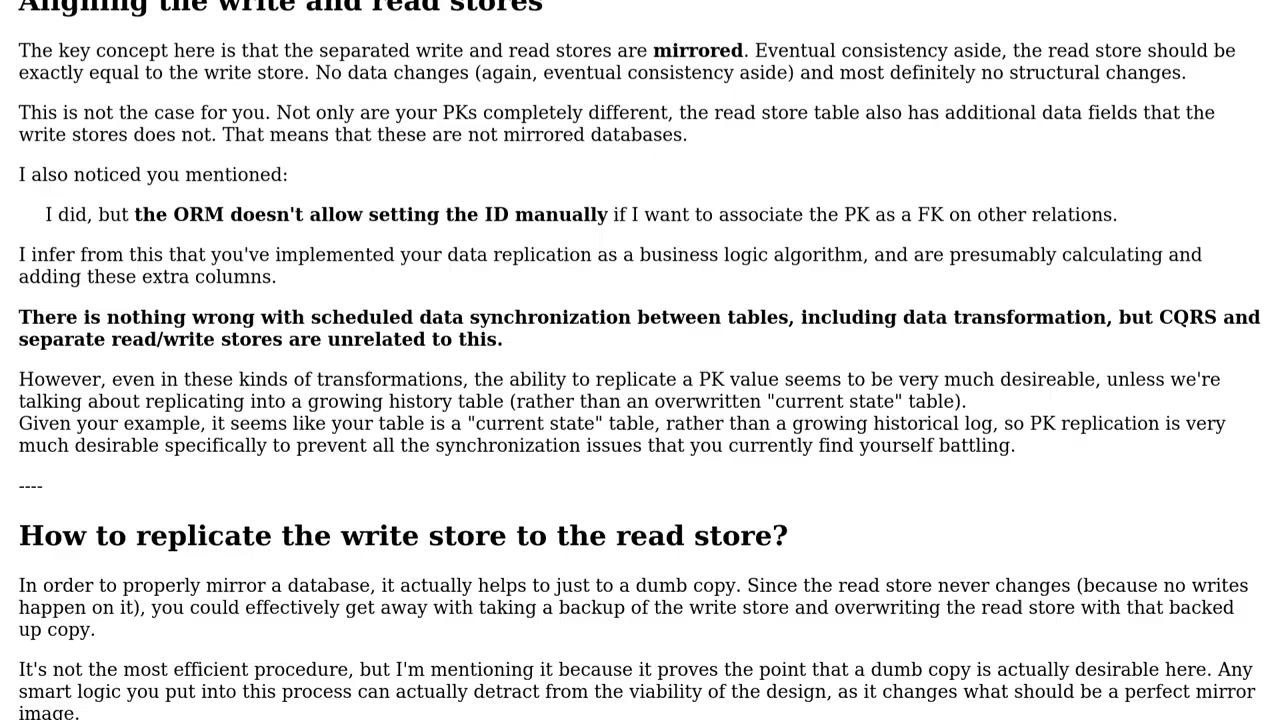 Aligning the write and read stores
The key concept here is that the separated write and read stores are mirrored. Eventual consistency aside, the read store should be
exactly equal to the write store. No data changes (again, eventual consistency aside) and most definitely no structural changes.
This is not the case for you. Not only are your PKs completely different, the read store table also has additional data fields that the
write stores does not. That means that these are not mirrored databases.
I also noticed you mentioned:
I did, but the ORM doesn't allow setting the ID manually if I want to associate the PK as a FK on other relations.
I infer from this that you've implemented your data replication as a business logic algorithm, and are presumably calculating and
adding these extra columns.
There is nothing wrong with scheduled data synchronization between tables, including data transformation, but CQRS and
separate read/write stores are unrelated to this.
However, even in these kinds of transformations, the ability to replicate a PK value seems to be very much desireable, unless we're
talking about replicating into a growing history table (rather than an overwritten "current state" table).
Given your example, it seems like your table is a "current state" table, rather than a growing historical log, so PK replication is very
much desirable specifically to prevent all the synchronization issues that you currently find yourself battling.
----
How to replicate the write store to the read store?
In order to properly mirror a database, it actually helps to just to a dumb copy. Since the read store never changes (because no writes
happen on it), you could effectively get away with taking a backup of the write store and overwriting the read store with that backed
up copy.
It's not the most efficient procedure, but I'm mentioning it because it proves the point that a dumb copy is actually desirable here. Any
smart logic you put into this process can actually detract from the viability of the design, as it changes what should be a perfect mirror
image.